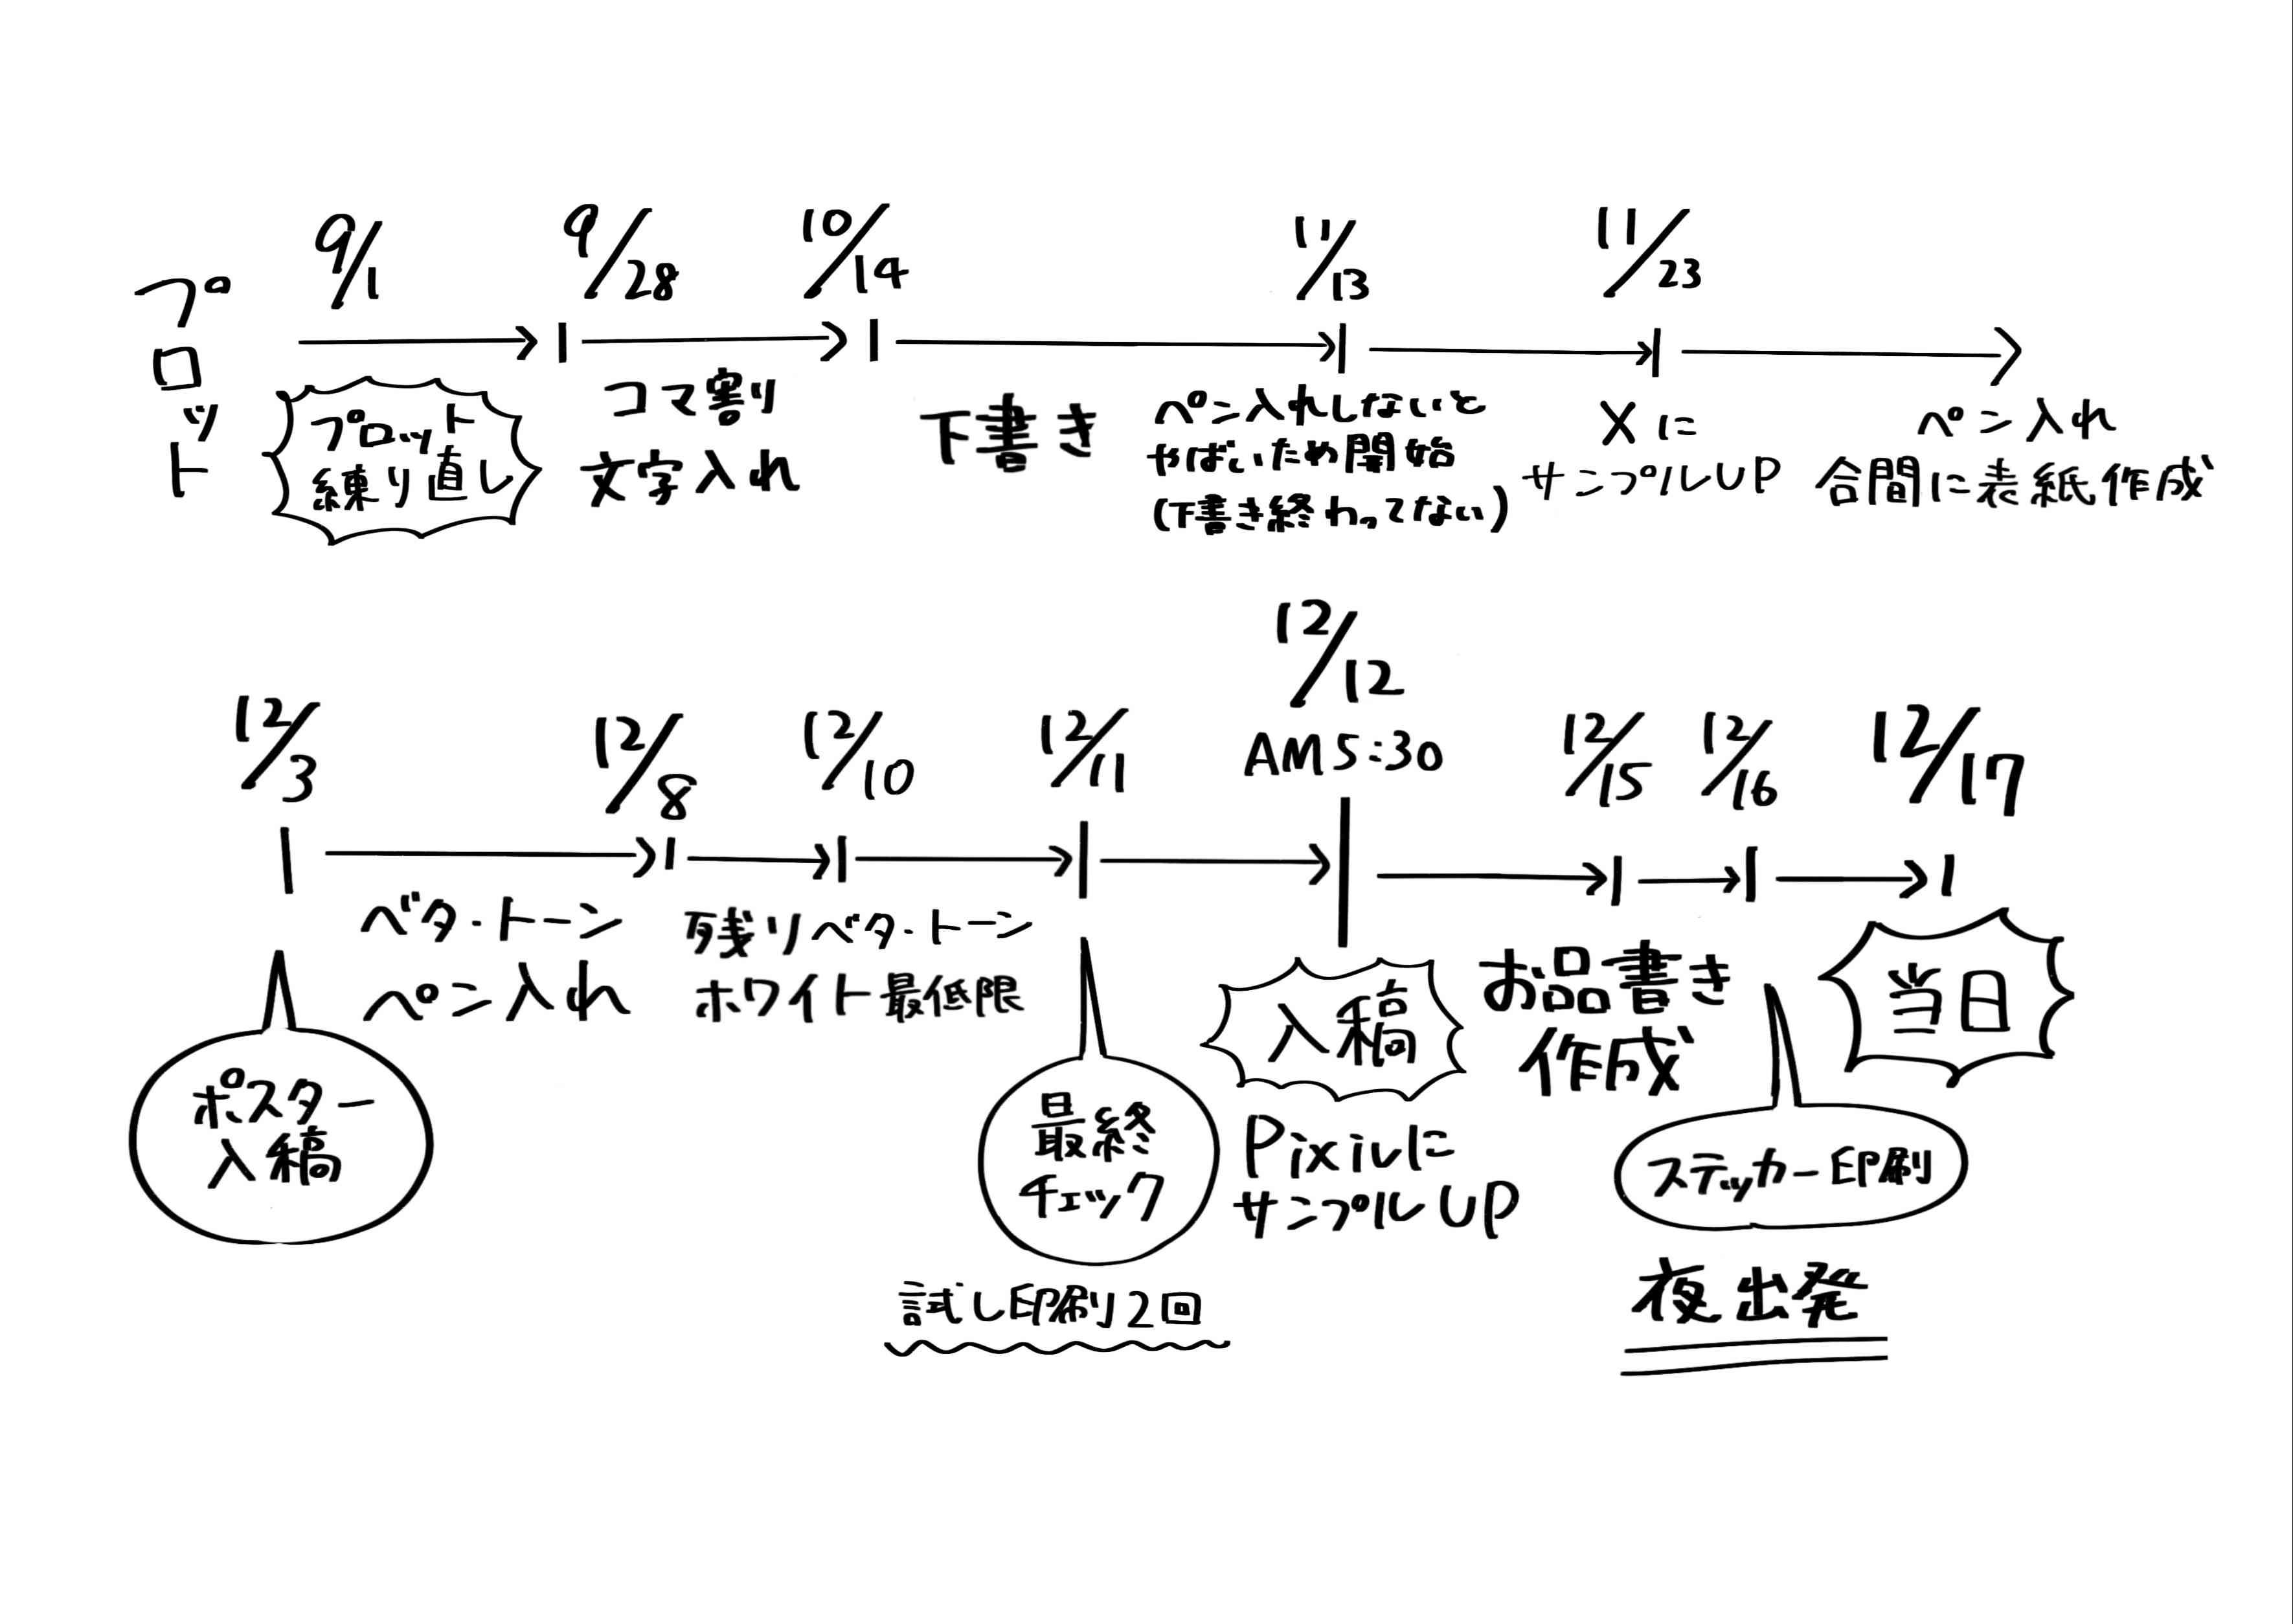 プロット
9/1
9/28
10/14
11/13
11/23
プロット
練り直し
コマ割り
文字入れ
下書き
ペン入れしないと
やばいため開始
(下書き終わってない)
Xに
サンプルUP
ペン入れ
合間に表紙作成
12/3
12/8
12/10
12/11
12/12
AM5:30
12/15
12/16
12/17
ベタ・トーン
ペン入れ
残りベタ・トーン
ホワイト最低限
ポスター
入稿
最終
チェック
試し印刷2回
入稿
Pixivに
サンプルUP
お品書き
作成
ステッカー印刷
夜出発
当日